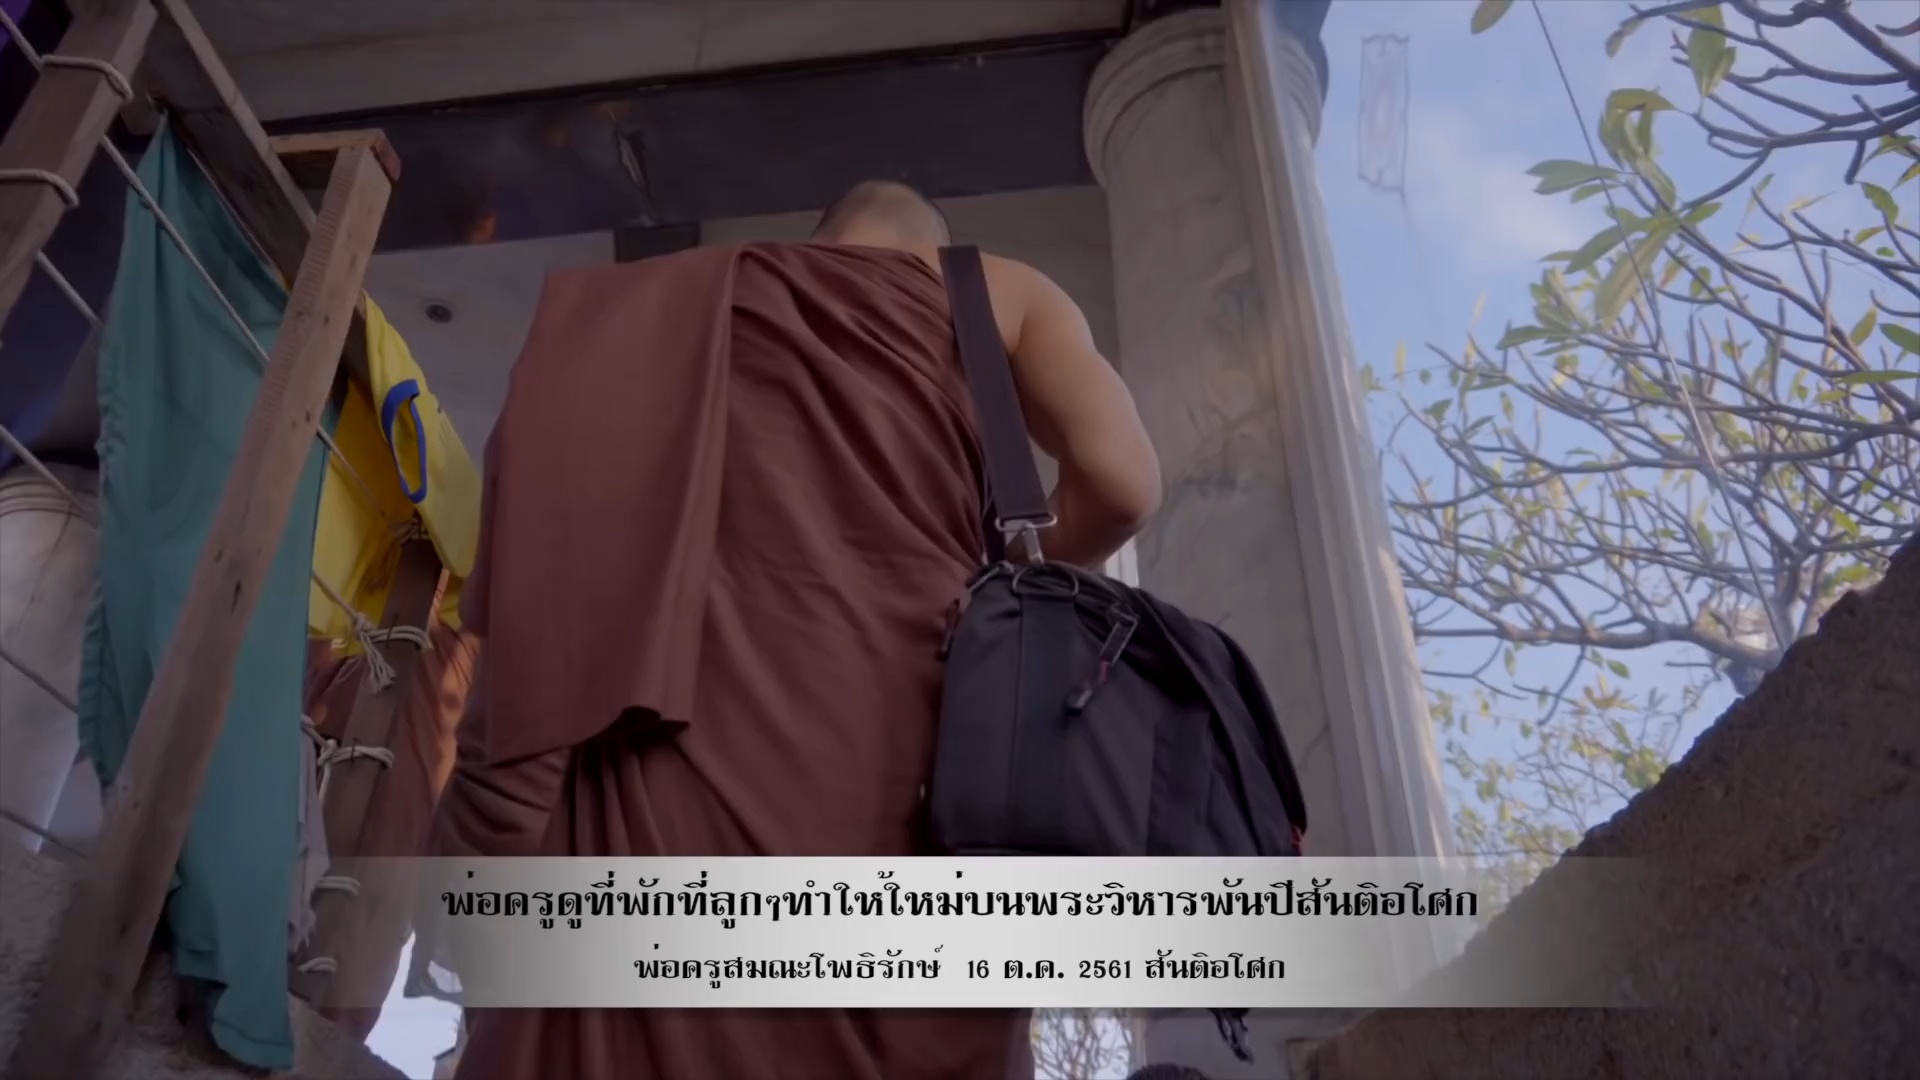 พ่อครูดูที่พักที่ลูกๆทำให้ใหม่บนพระวิหารพันปีสันติอโศก
พ่อครูสมณะโพธิรักษ์ 16 ต.ค. 2561 สันติอโศก